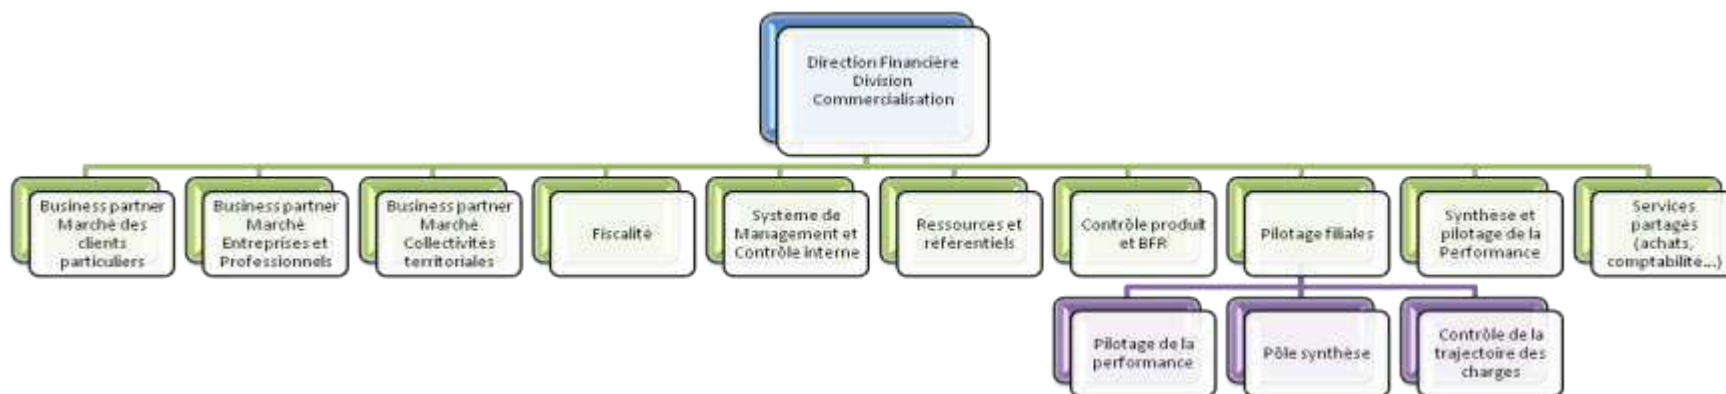 Direction Financière
Division
Commercialisation
Business partner
Marché des
clients
particuliers
Business partner
Marché
Entreprises et
Professionnels
Business partner
Marché
Collectivités
territoriales
Fiscalité
Système de
Management et
Contrôle interne
Ressources et
référentiels
Contrôle produit
et BFR
Pilotage filiales
Synthèse et
pilotage de la
Performance
Services
partagés
(achats,
comptabilité...)
Pilotage de la
performance
Pôle synthèse
Contrôle de la
trajectoire des
charges